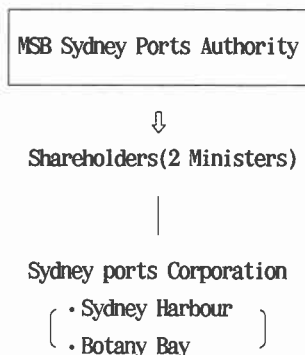 MSB Sydney Ports Authority
⇩
Shareholders(2 Ministers)
Sydney ports Corporation
・Sydney Harbour
・Botany Bay